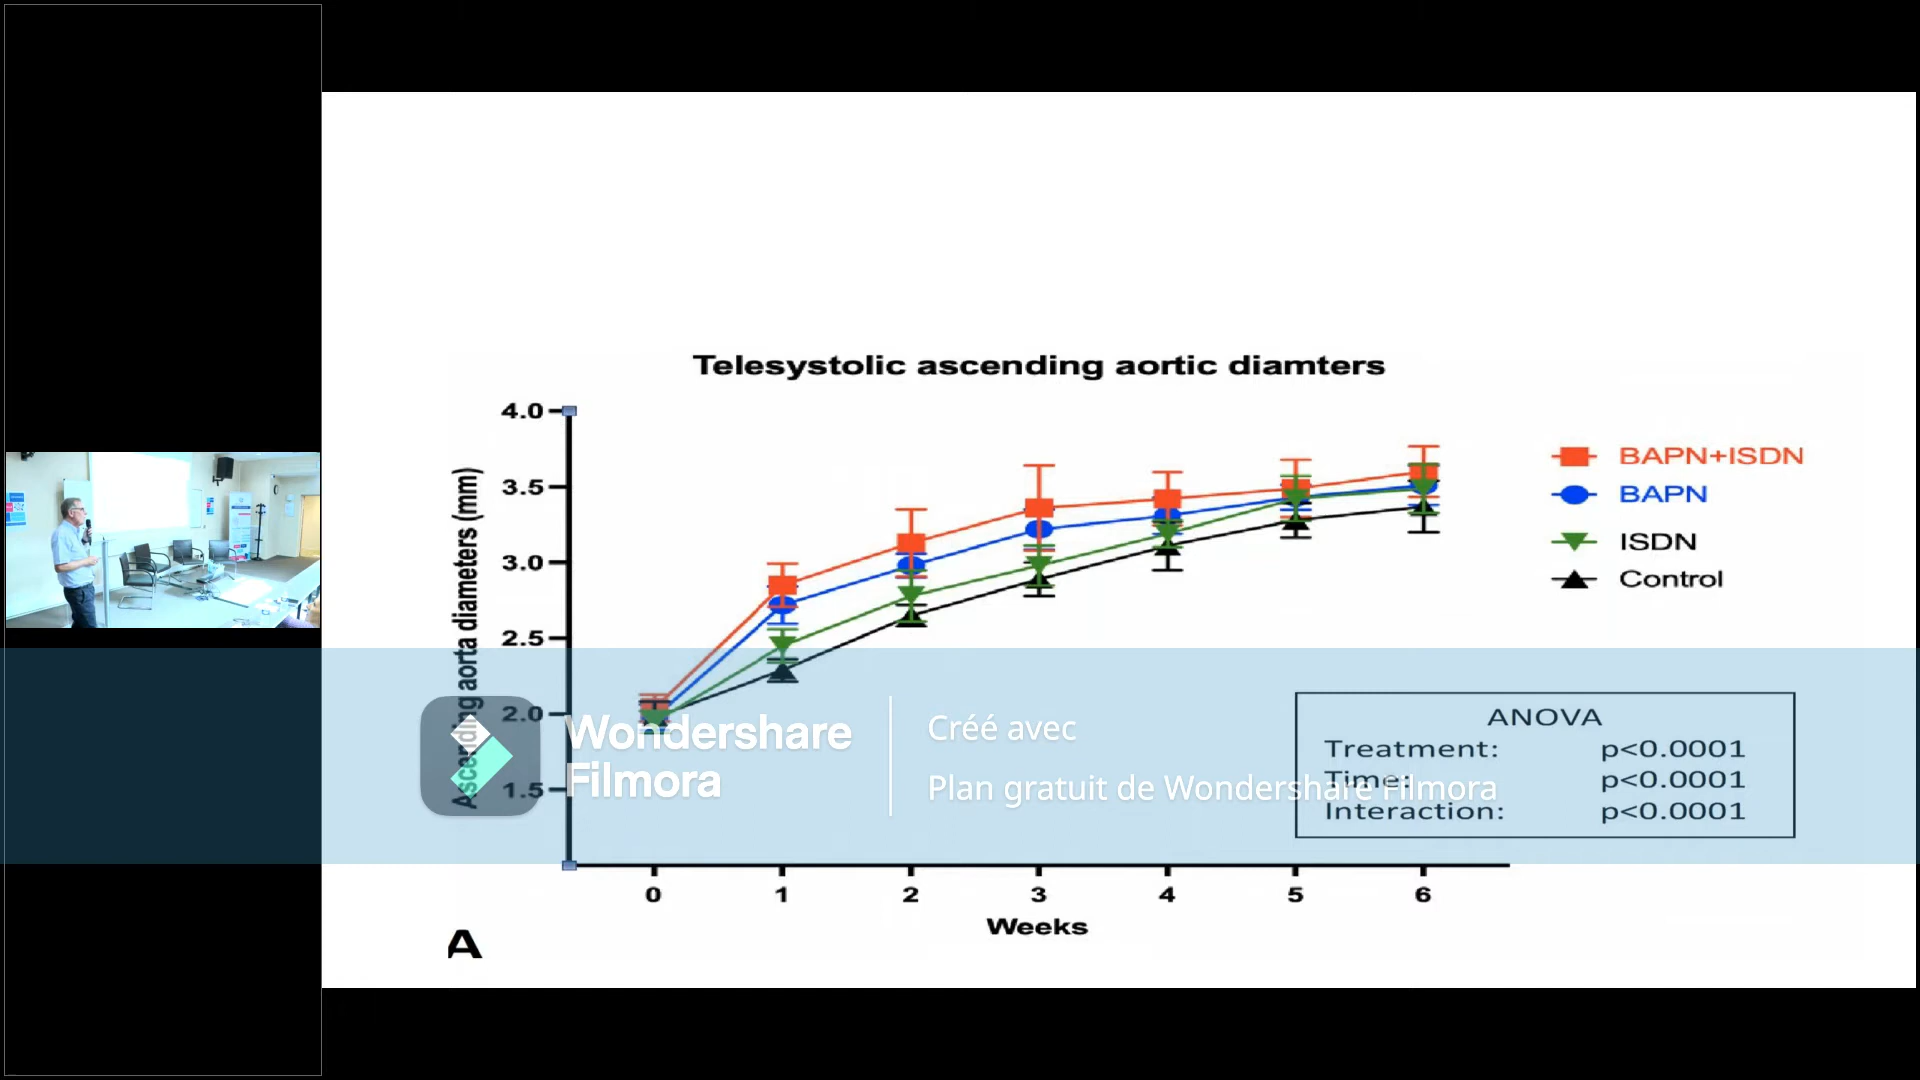 Telesystolic ascending aortic diamters
4.0
3.5
3.0
2.5
2.0
1.5
Ascending aorta diameters (mm)
BAPN+ISDN
BAPN
ISDN
Control
ANOVA
Treatment: p<0.0001
Time: p<0.0001
Interaction: p<0.0001
0 1 2 3 4 5 6
Weeks
A
Wondershare
Filmora
Créé avec
Plan gratuit de Wondershare Filmora